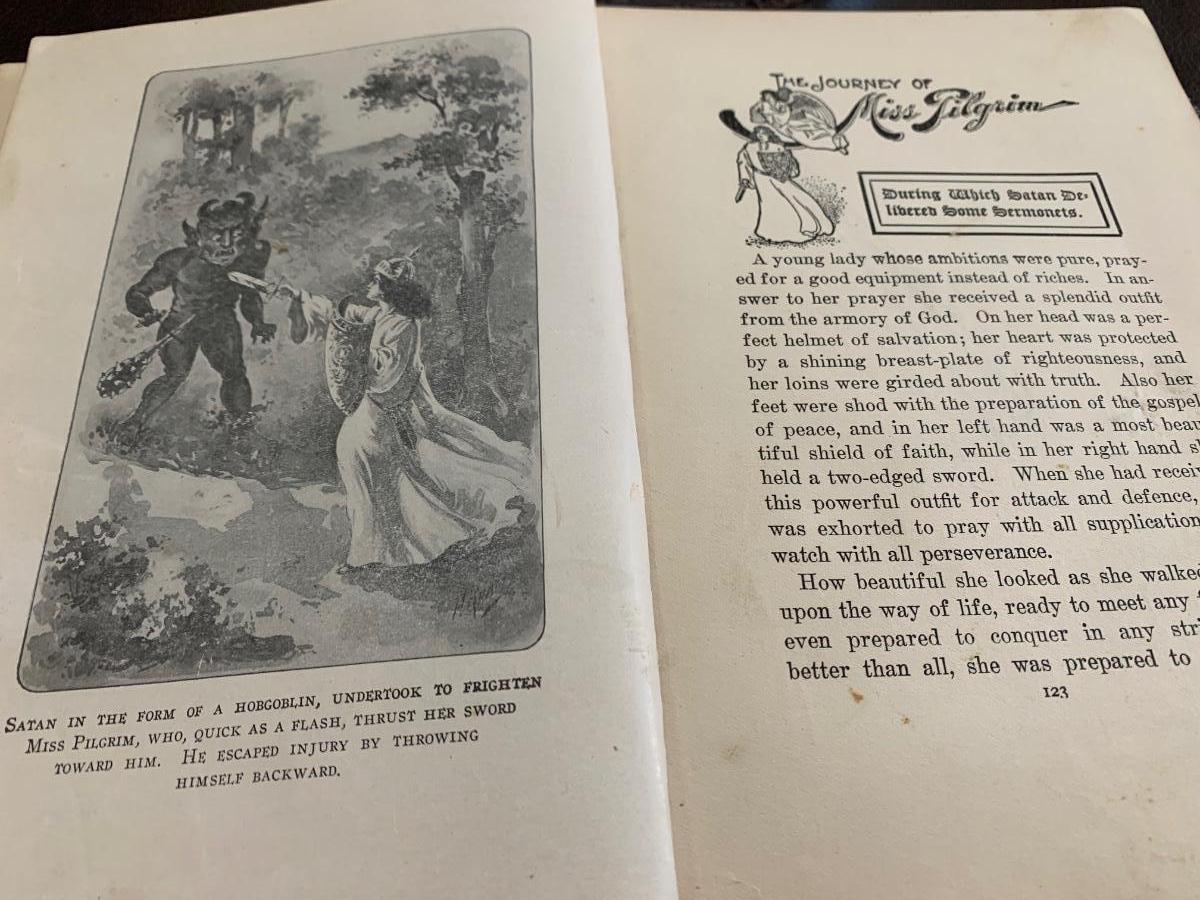 SATAN IN THE FORM OF A HOBGOBLIN, UNDERTOOK TO FRIGHTEN
MISS PILGRIM, WHO, QUICK AS A FLASH, THRUST HER SWORD
TOWARD HIM. HE ESCAPED INJURY BY THROWING
HIMSELF BACKWARD.
THE JOURNEY OF
Miss Pilgrim
During Which Satan De-
livered Some Sermonets.
A young lady whose ambitions were pure, pray-
ed for a good equipment instead of riches. In an-
swer to her prayer she received a splendid outfit
from the armory of God. On her head was a per-
fect helmet of salvation; her heart was protected
by a shining breast-plate of righteousness, and
her loins were girded about with truth. Also her
feet were shod with the preparation of the gospel
of peace, and in her left hand was a most beau
tiful shield of faith, while in her right hand s
held a two-edged sword. When she had recei
this powerful outfit for attack and defence,
was exhorted to pray with all supplication
watch with all perseverance.
How beautiful she looked as she walked
upon the way of life, ready to meet any
even prepared to conquer in any stri
better than all, she was prepared to
123